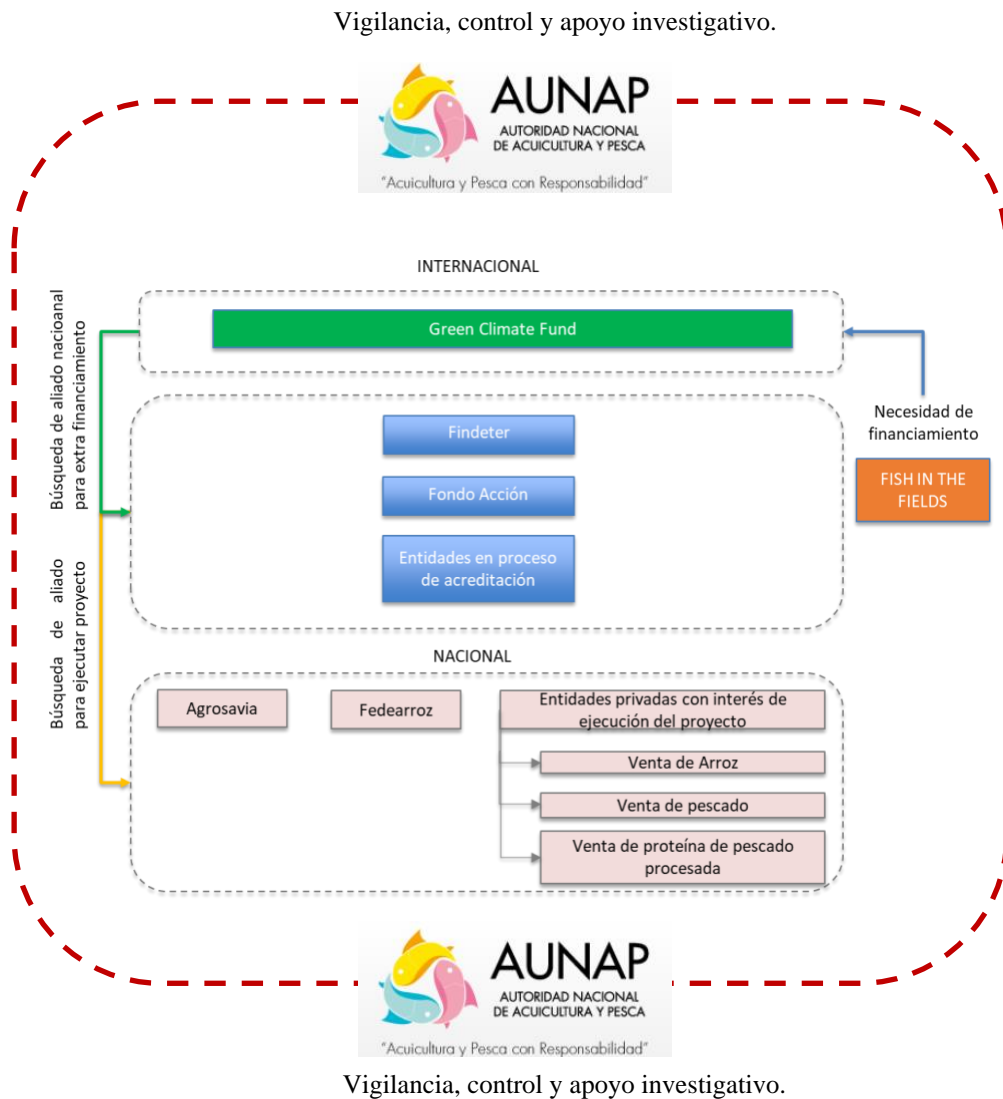 Vigilancia, control y apoyo investigativo.
AUNAP
AUTORIDAD NACIONAL
DE ACUICULTURA Y PESCA
"Acuicultura y Pesca con Responsabilidad"
INTERNACIONAL
Green Climate Fund
Búsqueda de aliado nacioanal
para extra financiamiento
Necesidad de
financiamiento
FISH IN THE
FIELDS
Findeter
Fondo Acción
Entidades en proceso
de acreditación
Búsqueda de aliado
para ejecutar proyecto
NACIONAL
Agrosavia
Fedearroz
Entidades privadas con interés de
ejecución del proyecto
Venta de Arroz
Venta de pescado
Venta de proteína de pescado
procesada
AUNAP
AUTORIDAD NACIONAL
DE ACUICULTURA Y PESCA
"Acuicultura y Pesca con Responsabilidad"
Vigilancia, control y apoyo investigativo.